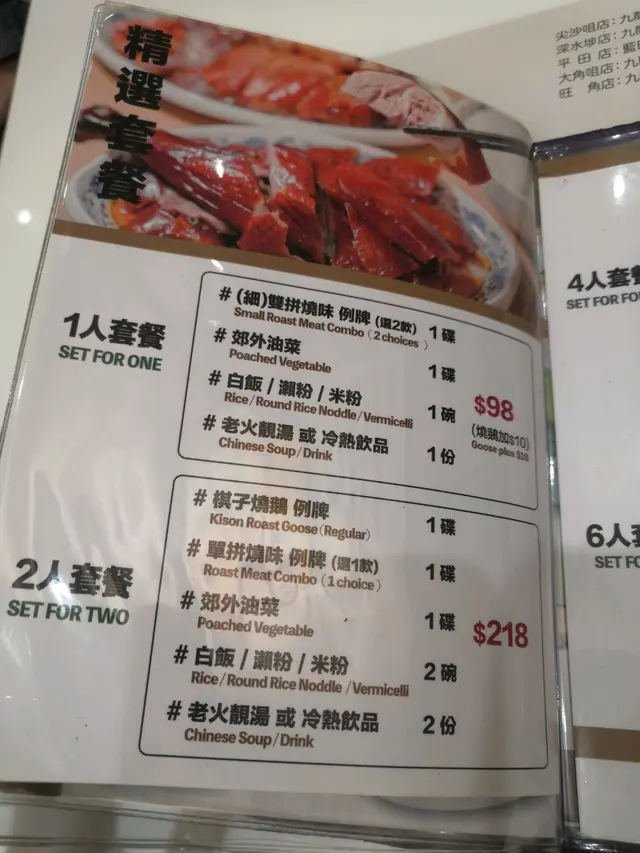 精選套餐
1人套餐
SET FOR ONE
# (細)雙拼燒味 例牌 (選2款) 1碟
Small Roast Meat Combo (2 choices )
# 郊外油菜 1碟
Poached Vegetable
# 白飯 / 瀨粉 / 米粉 1碗
Rice / Round Rice Noddle / Vermicelli
# 老火靚湯 或 冷熱飲品 1份
Chinese Soup / Drink
$98
(燒鵝加$10)
Goose plus $10
2人套餐
SET FOR TWO
# 棋子燒鵝 例牌 1碟
Kison Roast Goose (Regular)
# 單拼燒味 例牌 (選1款) 1碟
Roast Meat Combo (1 choice )
# 郊外油菜 1碟
Poached Vegetable
# 白飯 / 瀨粉 / 米粉 2碗
Rice / Round Rice Noddle / Vermicelli
# 老火靚湯 或 冷熱飲品 2份
Chinese Soup / Drink
$218
尖沙咀店：九
深水埗店：九
平田店：藍
大角咀店：九
旺角店：九
4人套餐
SET FOR
6人
SET